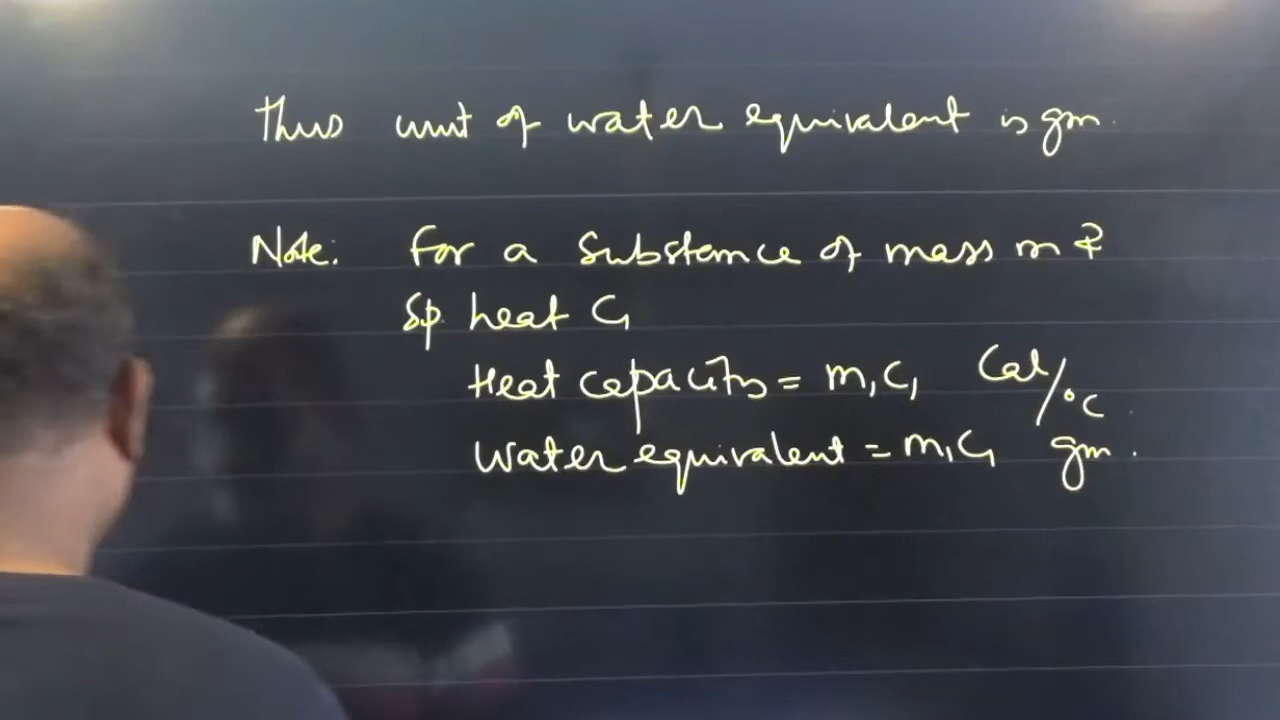 Thus unit of water equivalent is gm.
Note: For a substance of mass m &
Sp. heat C₁
Heat capacity = m₁C₁ Cal/°C.
Water equivalent = m₁C₁ gm.